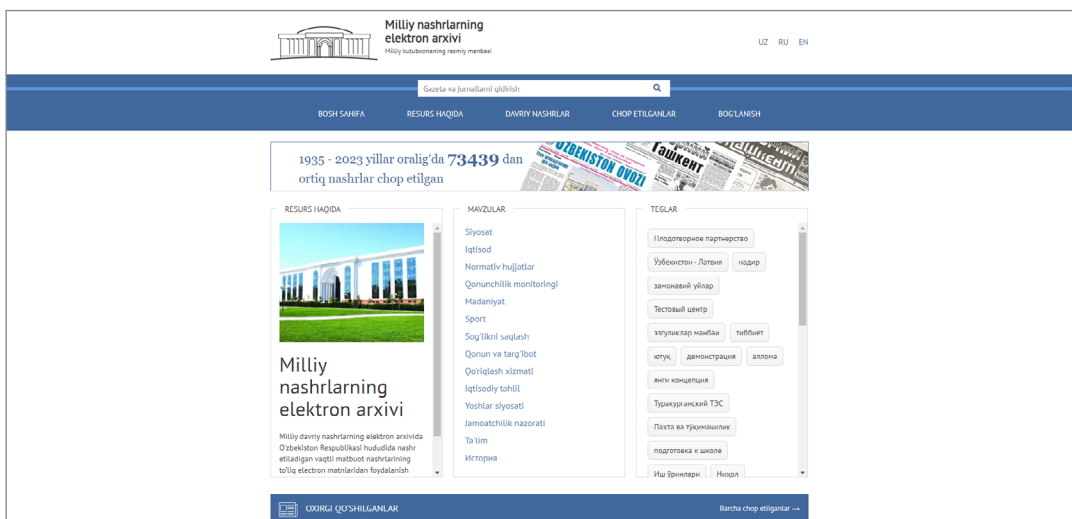 Milliy nashrlarning
elektron arxivi
Milliy kutubxonaning rasmiy manbasi
UZ RU EN
Gazeta va jurnallarni qidirish
BOSH SAHIFA RESURS HAQIDA DAVRIY NASHRLAR CHOP ETILGANLAR BOG'LANISH
1935 - 2023 yillar oralig'da 73439 dan
ortiq nashrlar chop etilgan
O'ZBEKISTON OVOZI
Ташкент
RESURS HAQIDA
Milliy
nashrlarning
elektron arxivi
Milliy davriy nashrlarning elektron arxivida
O'zbekiston Respublikasi hududida nashr
etiladigan vaqtli matbuot nashrlarining
to'liq electron matnlaridan foydalanish
MAVZULAR
Siyosat
Iqtisod
Normativ hujjatlar
Qonunchilik monitoringi
Madaniyat
Sport
Sog'likni saqlash
Qonun va targ'ibot
Qo'riqlash xizmati
Iqtisodiy tahlil
Yoshlar siyosati
Jamoatchilik nazorati
Ta'lim
История
TEGLAR
Плодотворное партнерство
Ўзбекистон - Латвия надир
замонавий уйлар
Тестовый центр
эзгуликлар манбаи тиббиет
ютуқ демонстрация аллома
янги концепция
Туракурганский ТЭС
Пахта ва тўқимачилик
подготовка к школе
Иш ўринлари Ниҳол
OXIRGI QO'SHILGANLAR
Barcha chop etilganlar →